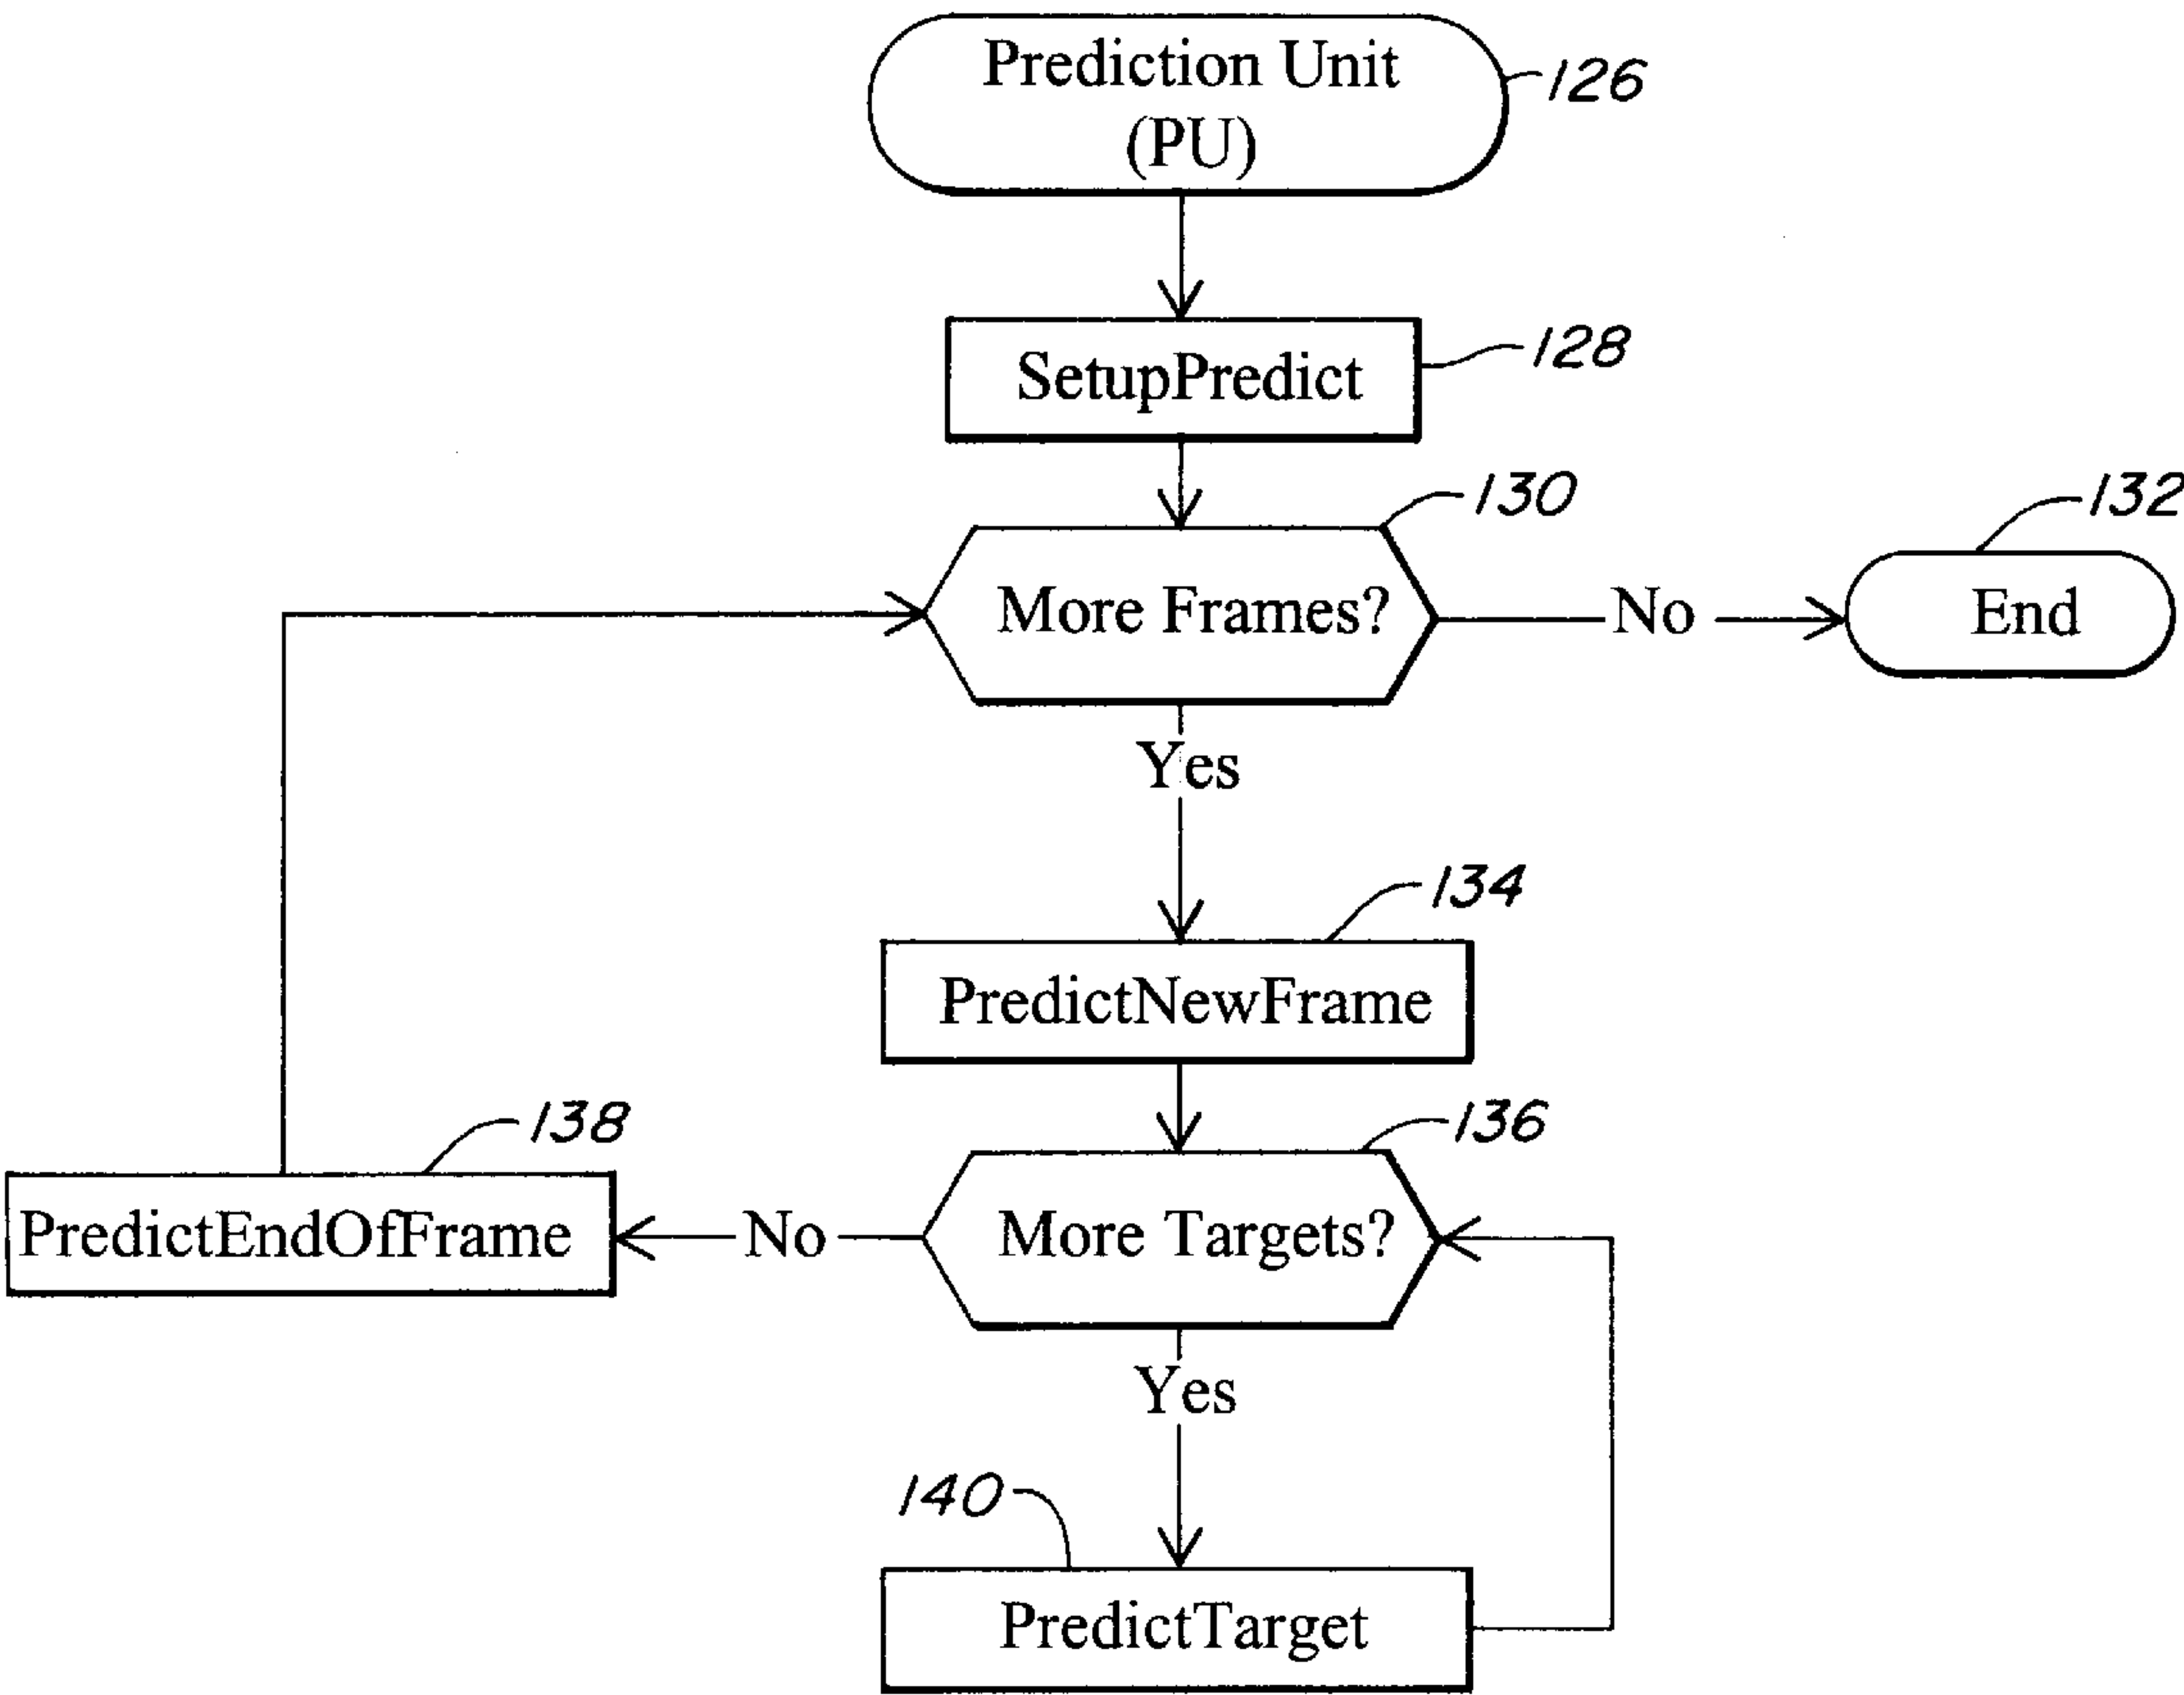 Prediction Unit
(PU)
126
SetupPredict
128
130
132
More Frames?
No
End
Yes
134
PredictNewFrame
138
136
PredictEndOfFrame
No
More Targets?
Yes
140
PredictTarget